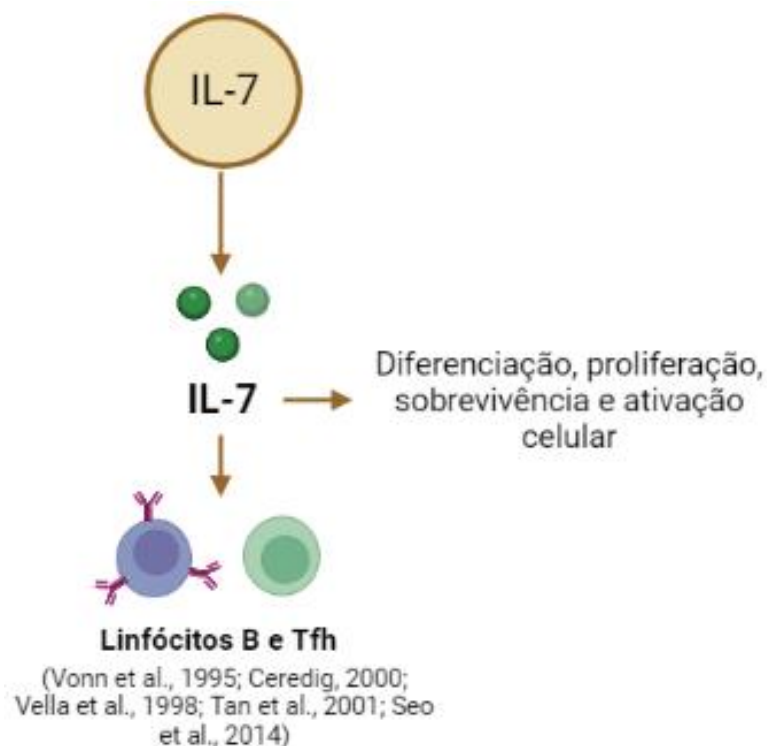 IL-7
IL-7
Diferenciação, proliferação,
sobrevivência e ativação
celular
Linfócitos B e Tfh
(Vonn et al., 1995; Ceredig, 2000;
Vella et al., 1998; Tan et al., 2001; Seo
et al., 2014)